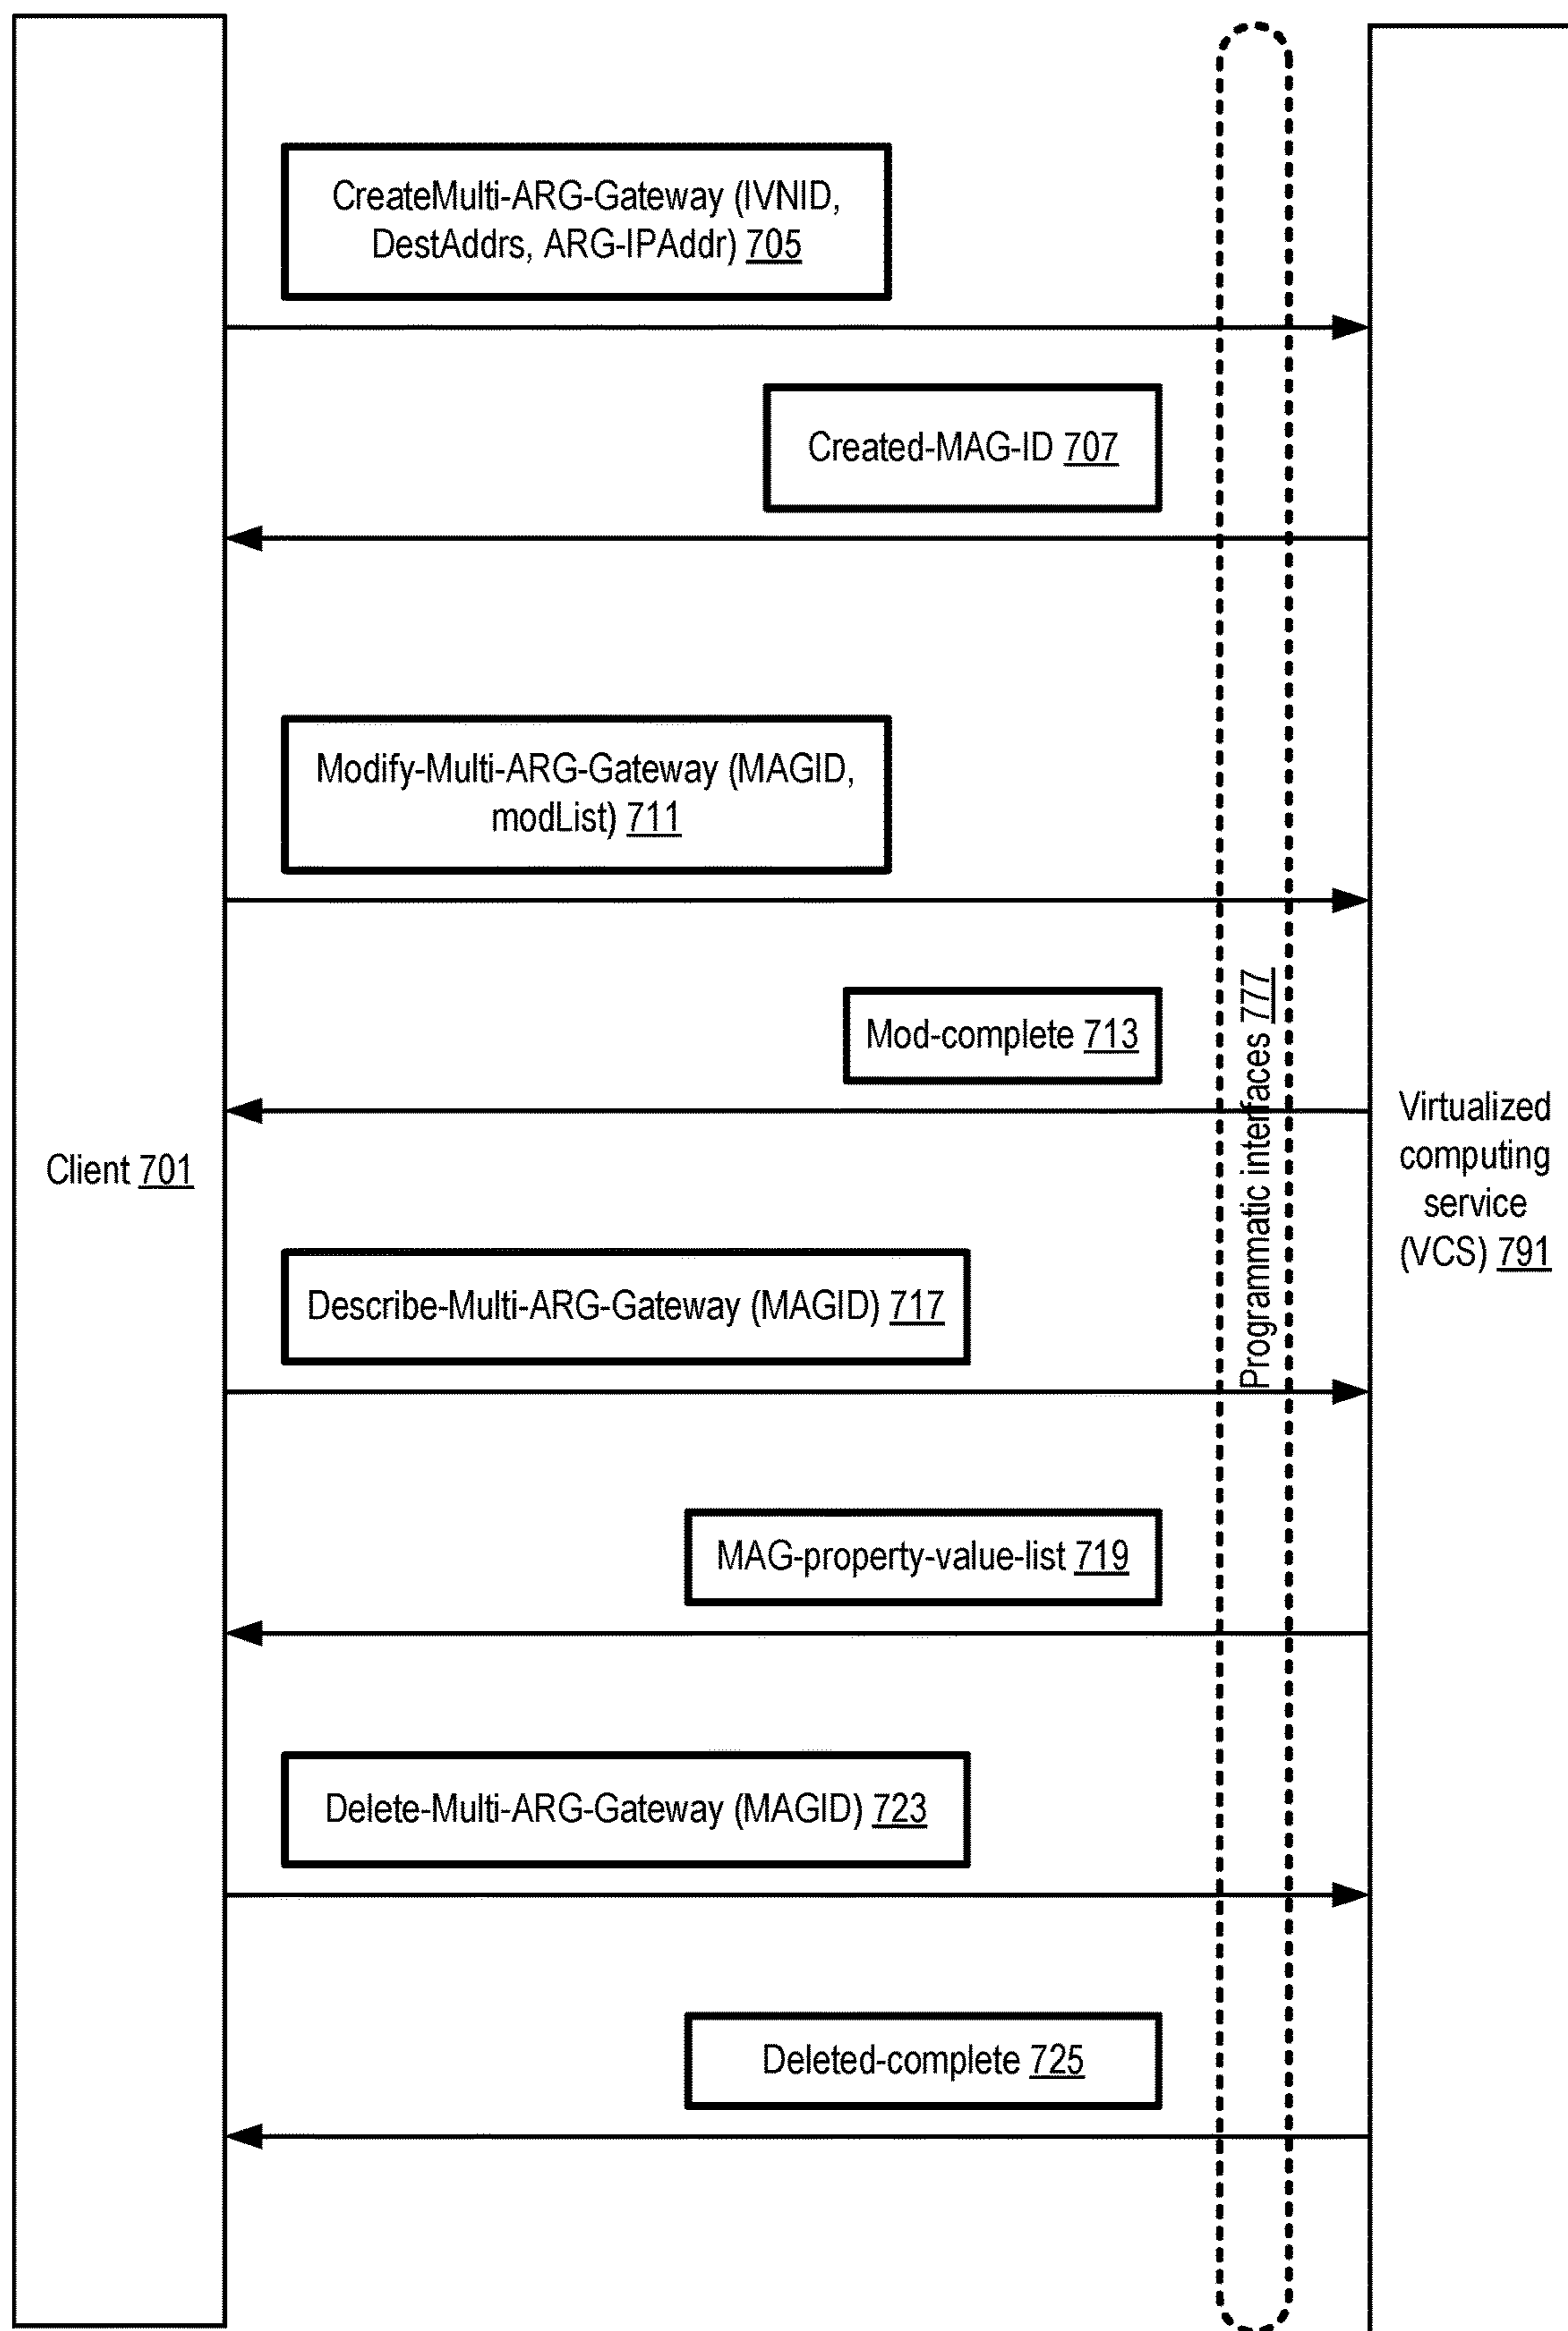 CreateMulti-ARG-Gateway (IVNID,
DestAddrs, ARG-IPAddr) 705
Created-MAG-ID 707
Modify-Multi-ARG-Gateway (MAGID,
modList) 711
Mod-complete 713
Programmatic interfaces 777
Client 701
Virtualized
computing
service
(VCS) 791
Describe-Multi-ARG-Gateway (MAGID) 717
MAG-property-value-list 719
Delete-Multi-ARG-Gateway (MAGID) 723
Deleted-complete 725